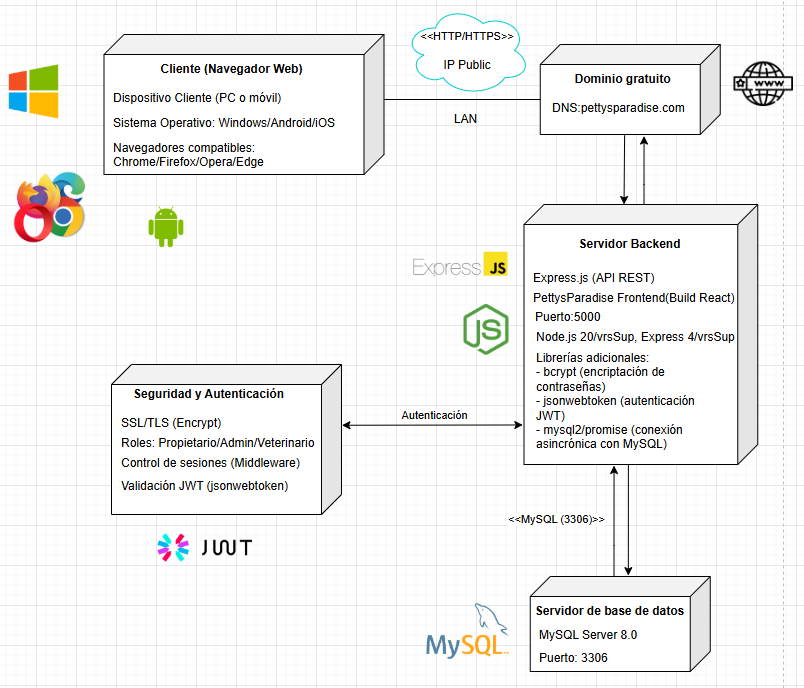 <<HTTP/HTTPS>>
IP Public
Cliente (Navegador Web)
Dispositivo Cliente (PC o móvil)
Sistema Operativo: Windows/Android/iOS
Navegadores compatibles:
Chrome/Firefox/Opera/Edge
LAN
Dominio gratuito
DNS:pettysparadise.com
WWW
Servidor Backend
Express.js (API REST)
PettysParadise Frontend(Build React)
Puerto:5000
Node.js 20/vrsSup, Express 4/vrsSup
Librerías adicionales:
- bcrypt (encriptación de
contraseñas)
- jsonwebtoken (autenticación
JWT)
- mysql2/promise (conexión
asincrónica con MySQL)
Express JS
JS
Seguridad y Autenticación
SSL/TLS (Encrypt)
Roles: Propietario/Admin/Veterinario
Control de sesiones (Middleware)
Validación JWT (jsonwebtoken)
Autenticación
JWT
<<MySQL (3306)>>
Servidor de base de datos
MySQL Server 8.0
Puerto: 3306
MySQL